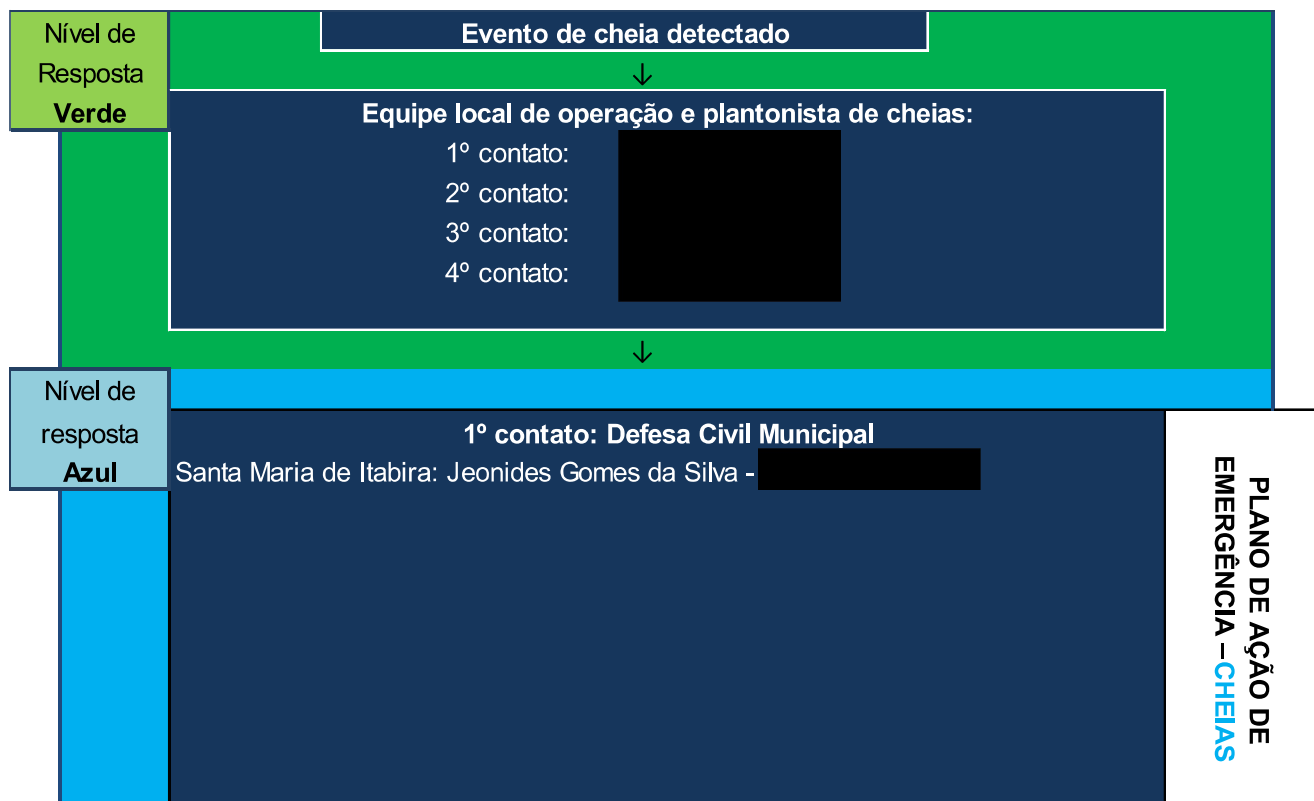 Nível de
Resposta
Verde
Evento de cheia detectado
↓
Equipe local de operação e plantonista de cheias:
1º contato:
2º contato:
3º contato:
4º contato:
↓
Nível de
resposta
Azul
1º contato: Defesa Civil Municipal
Santa Maria de Itabira: Jeonides Gomes da Silva -
PLANO DE AÇÃO DE
EMERGÊNCIA – CHEIAS